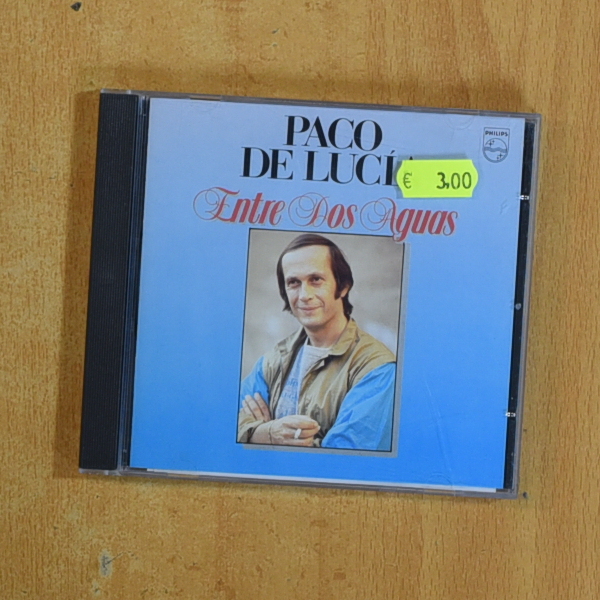 PACO
DE LUCÍ
€ 3,00
Entre Dos Aguas
PHILIPS